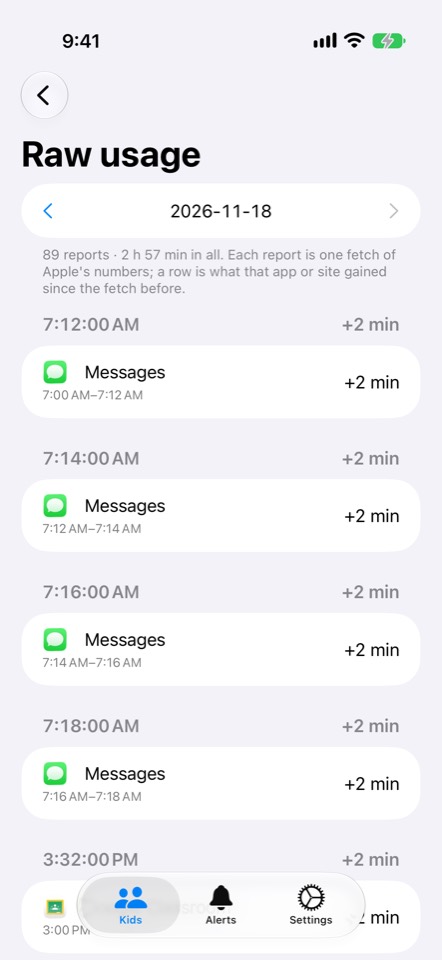 9:41
Raw usage
2026-11-18
89 reports · 2 h 57 min in all. Each report is one fetch of
Apple's numbers; a row is what that app or site gained
since the fetch before.
7:12:00 AM +2 min
Messages
7:00 AM–7:12 AM
+2 min
7:14:00 AM +2 min
Messages
7:12 AM–7:14 AM
+2 min
7:16:00 AM +2 min
Messages
7:14 AM–7:16 AM
+2 min
7:18:00 AM +2 min
Messages
7:16 AM–7:18 AM
+2 min
3:32:00 PM +2 min
3:00 PM
2 min
Kids
Alerts
Settings